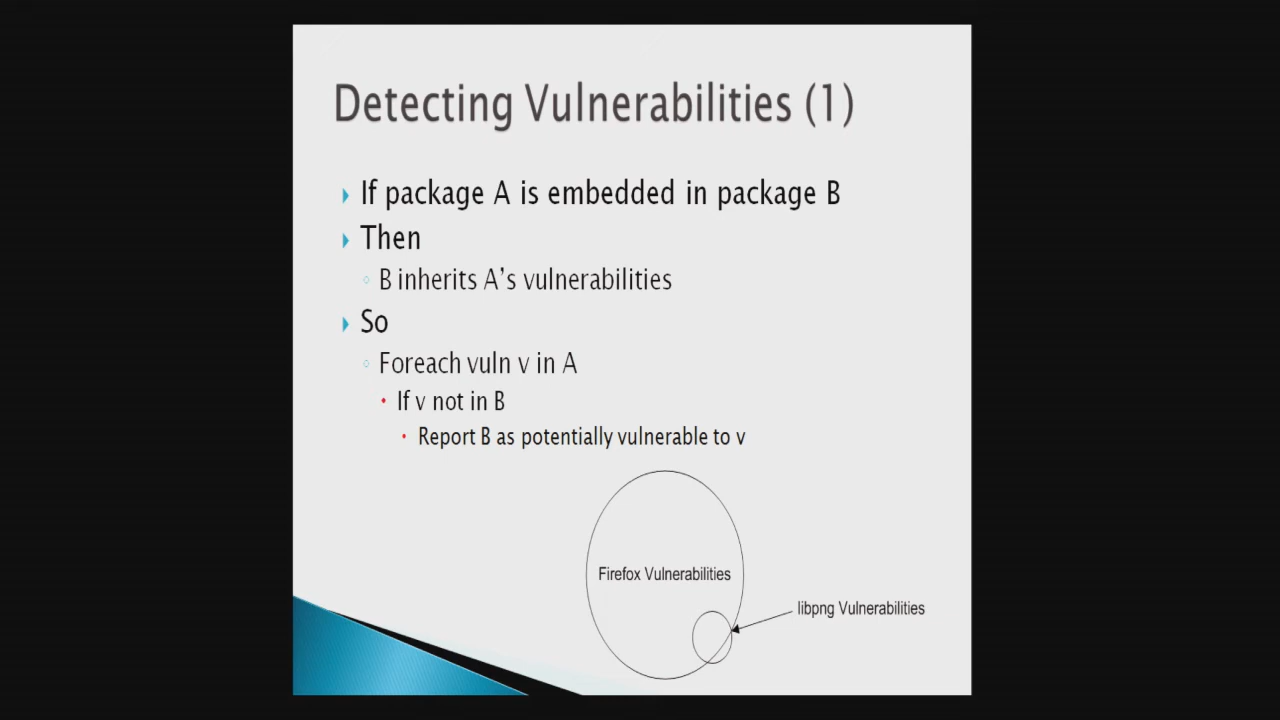 Detecting Vulnerabilities (1)
If package A is embedded in package B
Then
B inherits A's vulnerabilities
So
Foreach vuln v in A
If v not in B
Report B as potentially vulnerable to v
Firefox Vulnerabilities
libpng Vulnerabilities